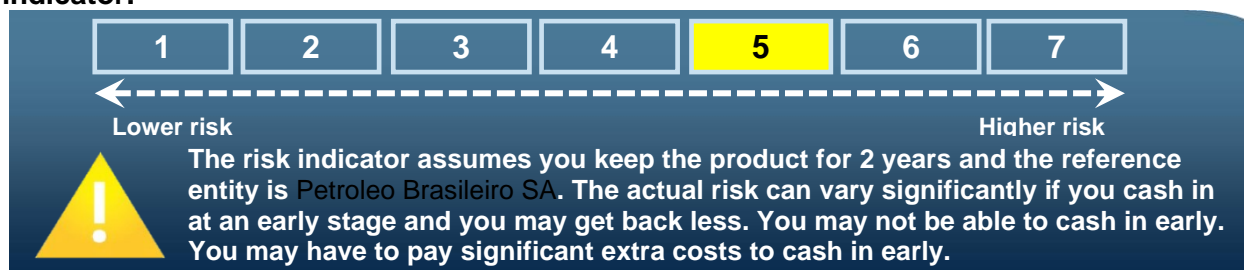 Indicator:
1 2 3 4 5 6 7
Lower risk Higher risk
The risk indicator assumes you keep the product for 2 years and the reference
entity is Petroleo Brasileiro SA. The actual risk can vary significantly if you cash in
at an early stage and you may get back less. You may not be able to cash in early.
You may have to pay significant extra costs to cash in early.